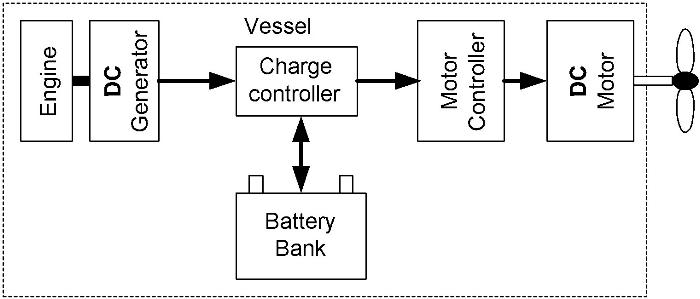 Vessel
Engine
DC
Generator
Charge
controller
Motor
Controller
DC
Motor
Battery
Bank